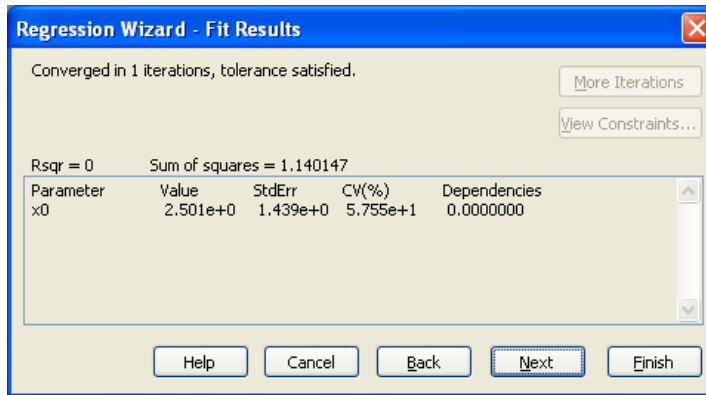 Regression Wizard - Fit Results
Converged in 1 iterations, tolerance satisfied.
More Iterations
View Constraints...
Rsqr = 0 Sum of squares = 1.140147
Parameter Value StdErr CV(%) Dependencies
x0 2.501e+0 1.439e+0 5.755e+1 0.0000000
Help Cancel Back Next Finish